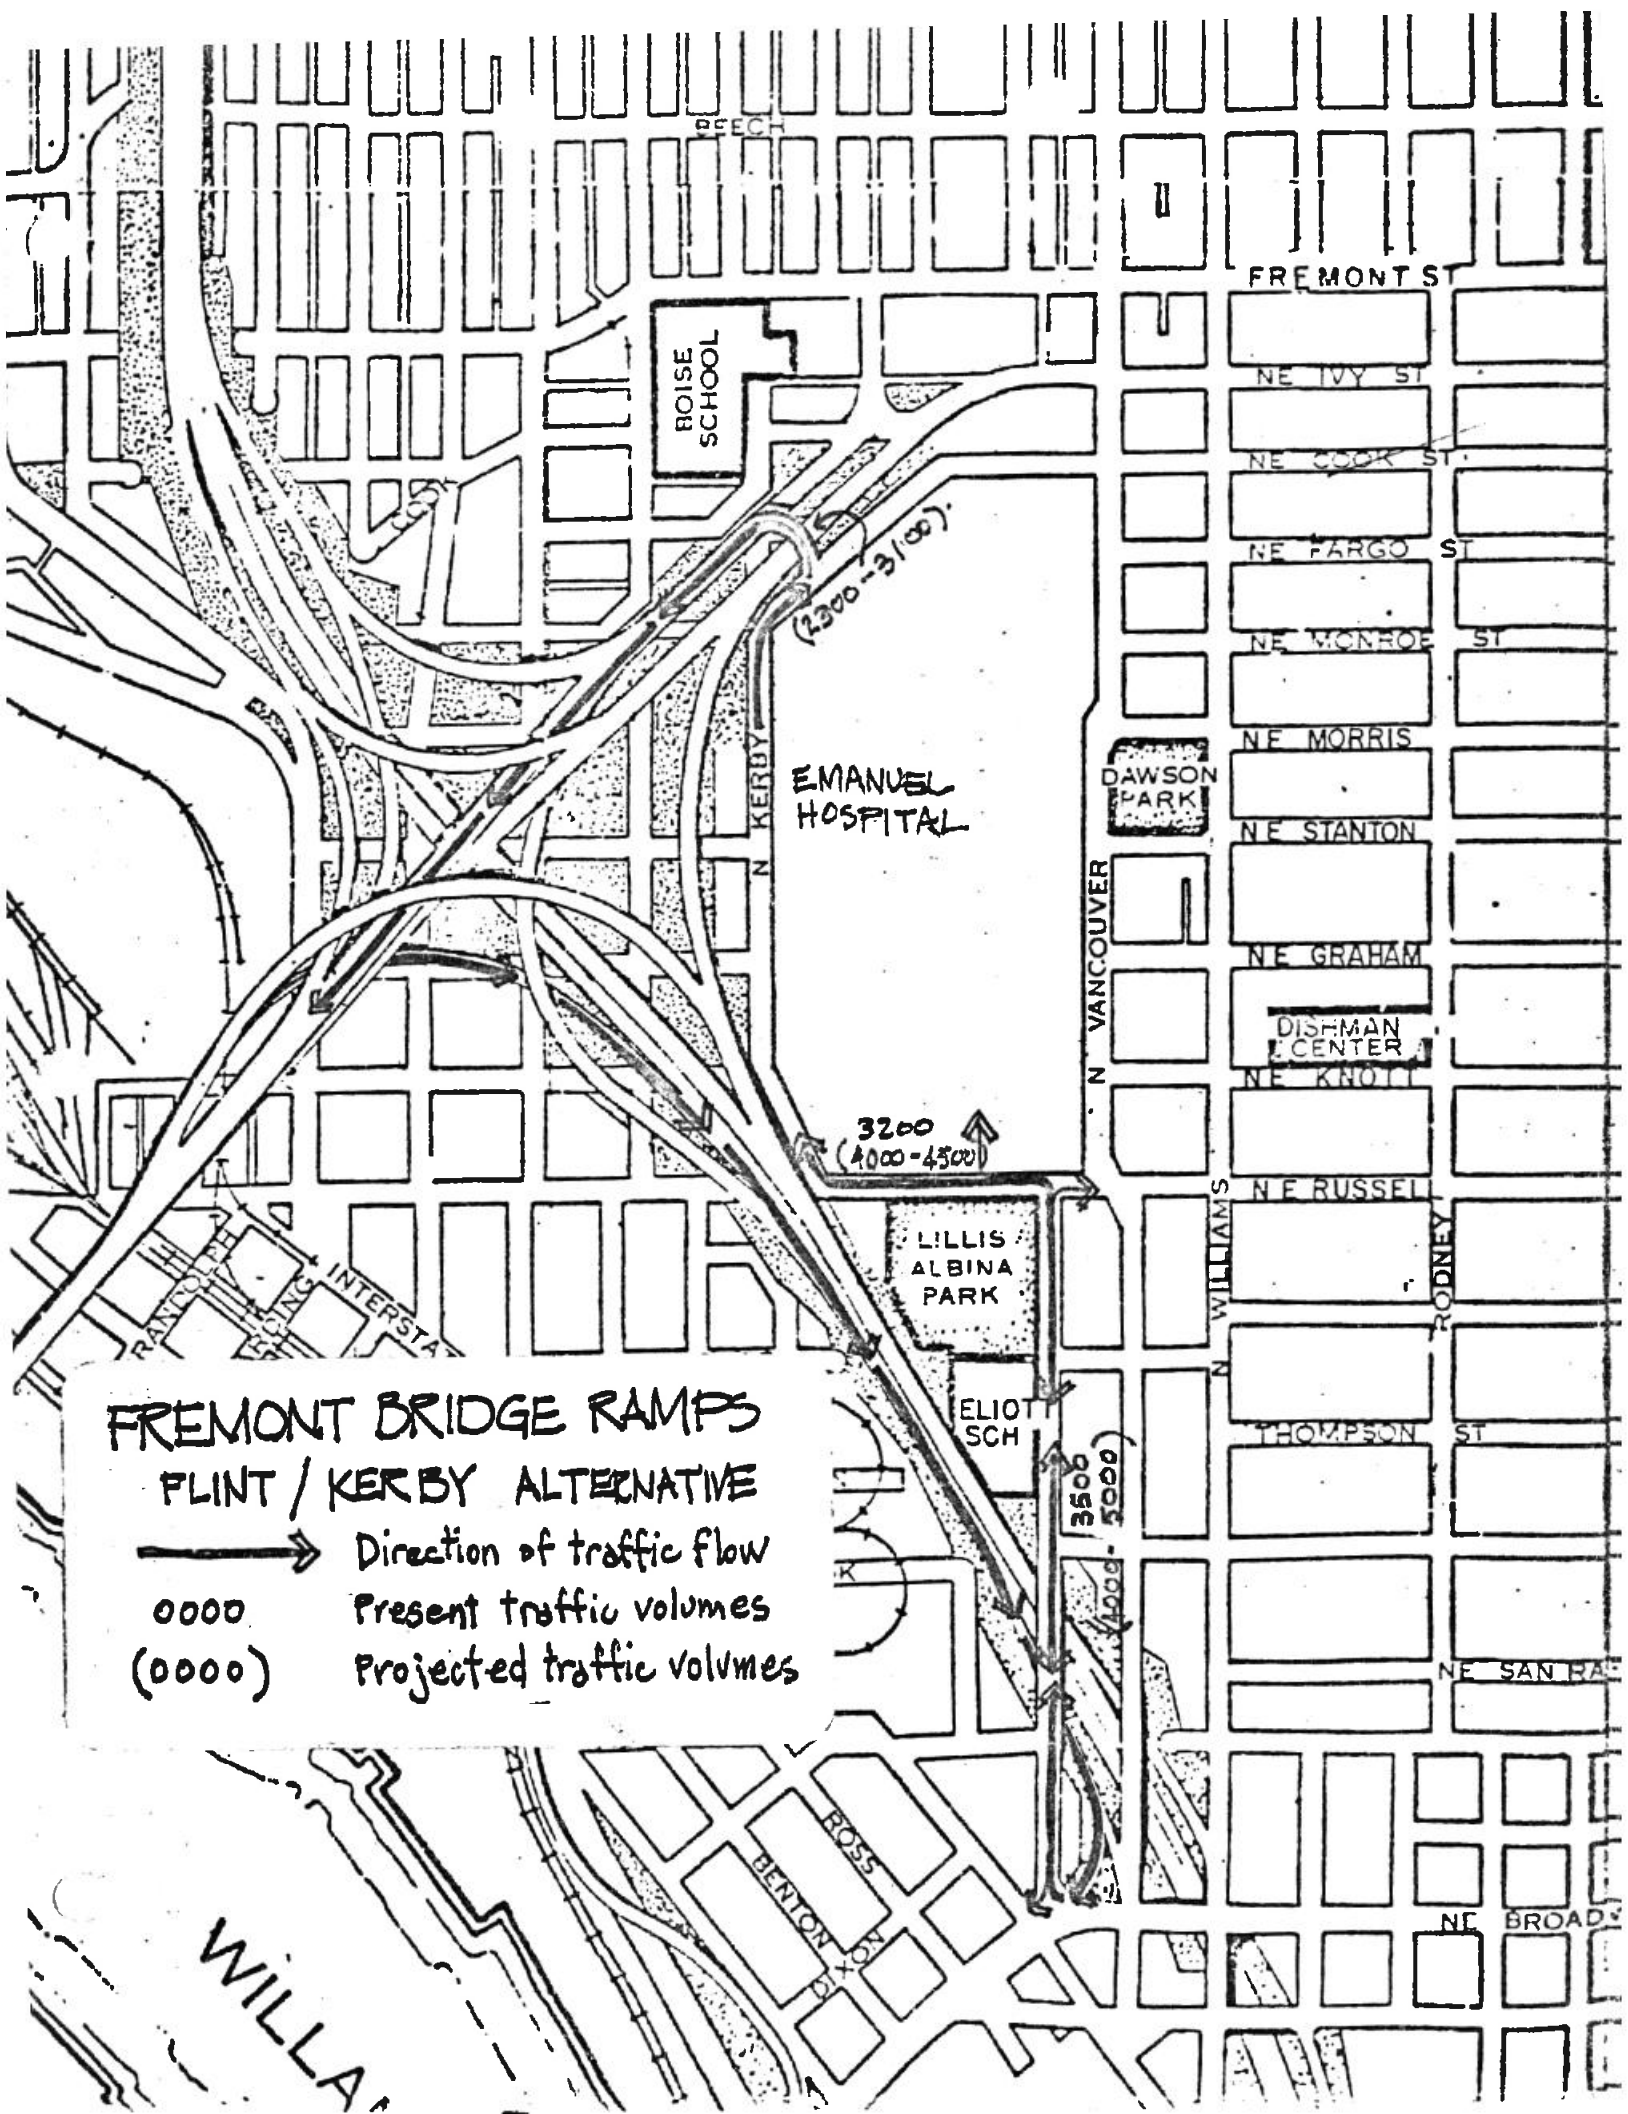 BEECH
FREMONT ST
BOISE
SCHOOL
NE IVY ST
NE COOK ST
COOK
(2300-3100)
NE FARGO ST
NE MONROE ST
N KERBY
EMANUEL
HOSPITAL
NE MORRIS
DAWSON
PARK
NE STANTON
N VANCOUVER
NE GRAHAM
DISHMAN
CENTER
NE KNOTT
3200
(4000-4500)
NE RUSSELL
N WILLIAMS
RODNEY
LILLIS
ALBINA
PARK
INTERSTA
ELIOT
SCH
THOMPSON ST
3500
(4000-5000)
FREMONT BRIDGE RAMPS
FLINT / KERBY ALTERNATIVE
Direction of traffic flow
0000 Present traffic volumes
(0000) Projected traffic volumes
K
NE SAN RA
ROSS
BENTON
DIXON
NE BROAD
WILLA